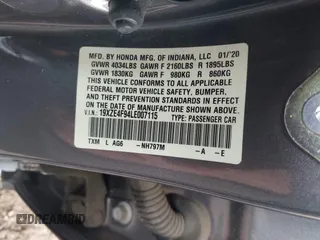 MFD. BY HONDA MFG. OF INDIANA, LLC 01/'20
GVWR 4034LBS GAWR F 2160LBS R 1895LBS
GVWR 1830KG GAWR F 980KG R 860KG
THIS VEHICLE CONFORMS TO ALL APPLICABLE
FEDERAL MOTOR VEHICLE SAFETY, BUMPER,
AND THEFT PREVENTION STANDARDS IN EFFECT
ON THE DATE OF MANUFACTURE SHOWN ABOVE.
V.I.N.: 19XZE4F94LE007115 TYPE: PASSENGER CAR
TXM L AG6 -NH797M -A -E
© DREAMBID.COM